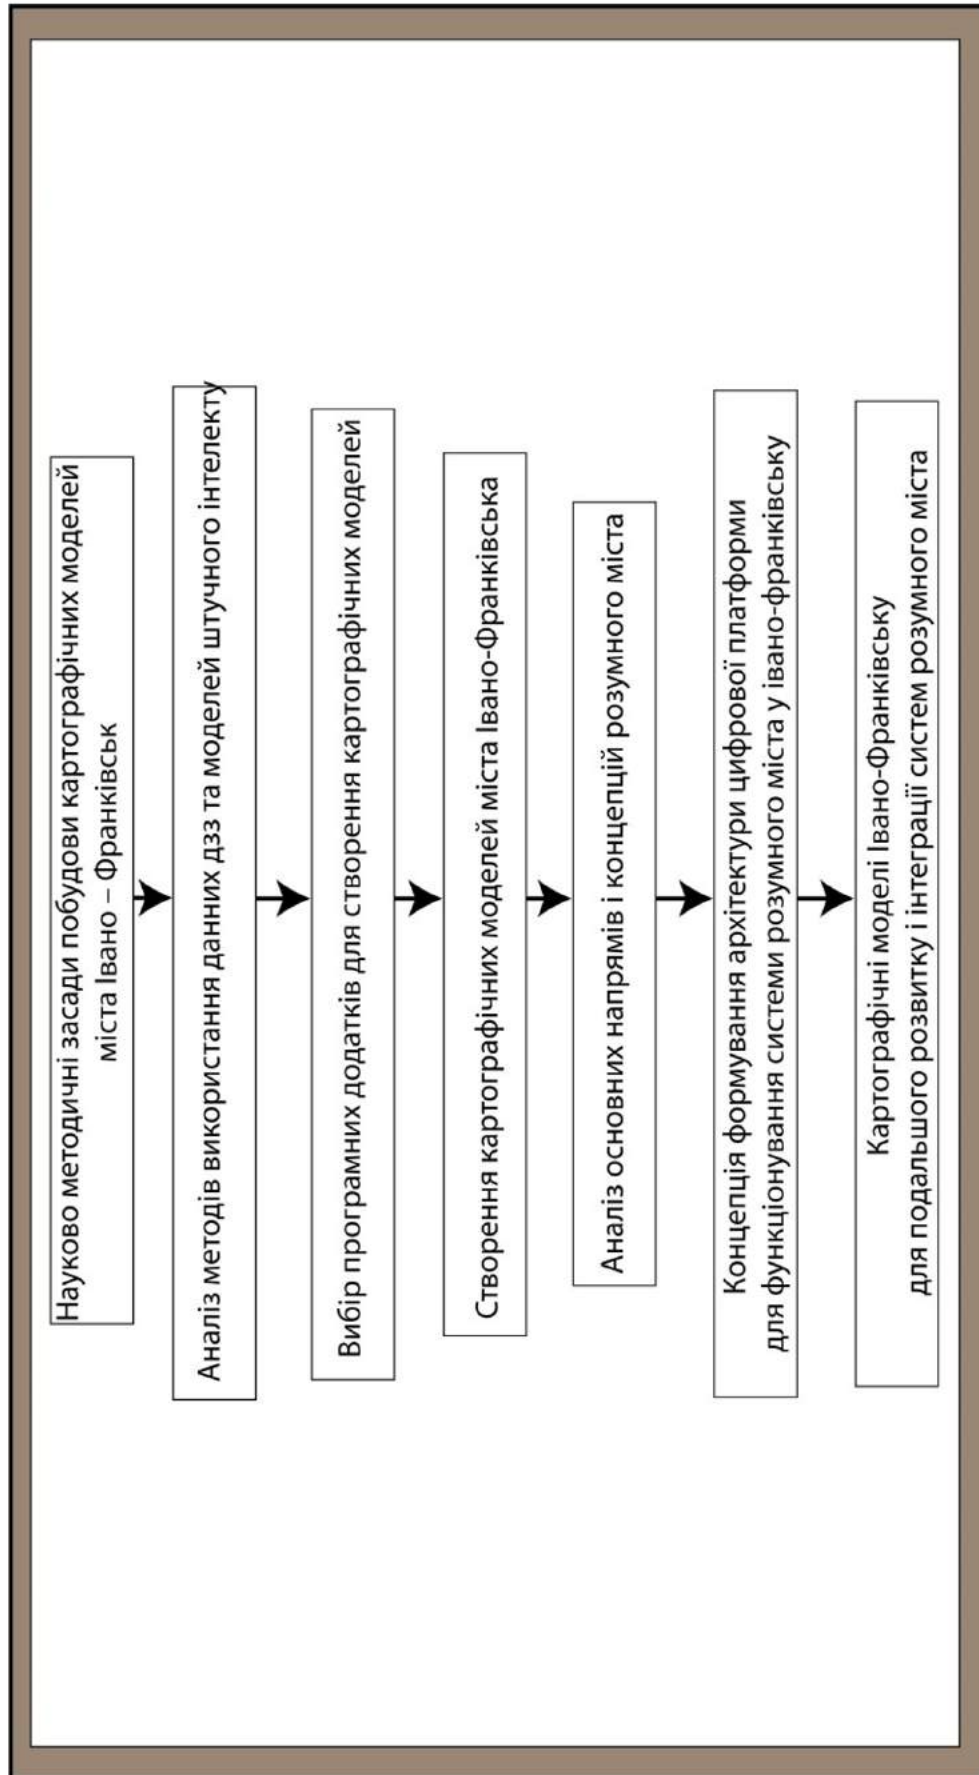 Науково методичні засади побудови картографічних моделей
міста Івано – Франківськ
Аналіз методів використання данних дзз та моделей штучного інтелекту
Вибір програмних додатків для створення картографічних моделей
Створення картографічних моделей міста Івано-Франківська
Аналіз основних напрямів і концепцій розумного міста
Концепція формування архітектури цифрової платформи
для функціонування системи розумного міста у івано-франківську
Картографічні моделі Івано-Франківську
для подальшого розвитку і інтеграції систем розумного міста